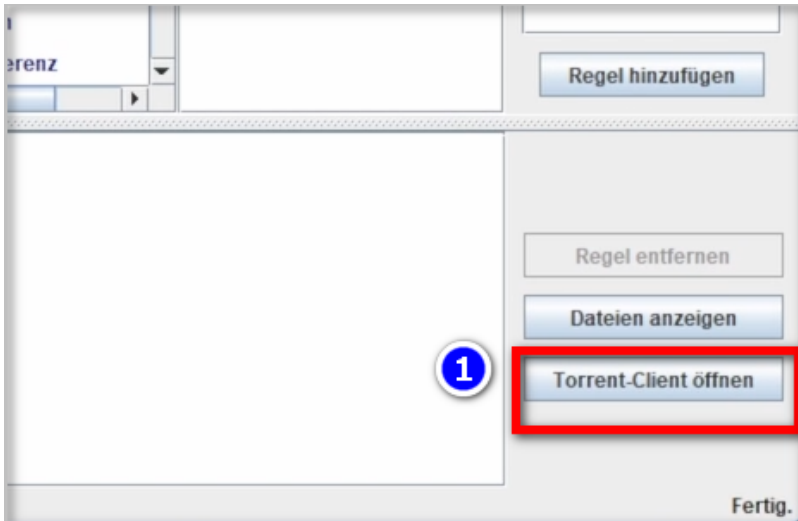 erenz
Regel hinzufügen
Regel entfernen
Dateien anzeigen
1
Torrent-Client öffnen
Fertig.